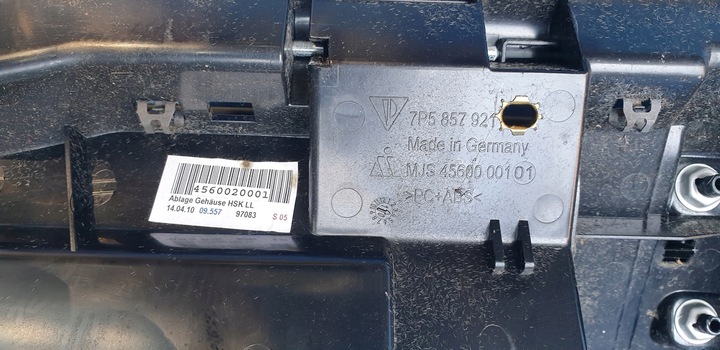 7P5 857 921
Made in Germany
MJS 45600 001 01
>PC+ABS<
4560020001
Ablage Gehäuse HSK LL
14.04.10 09.557 97083 S 05